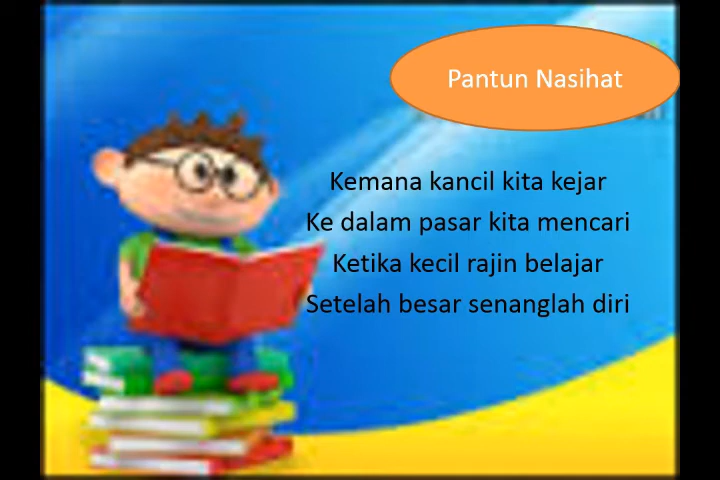 Pantun Nasihat
Kemana kancil kita kejar
Ke dalam pasar kita mencari
Ketika kecil rajin belajar
Setelah besar senanglah diri